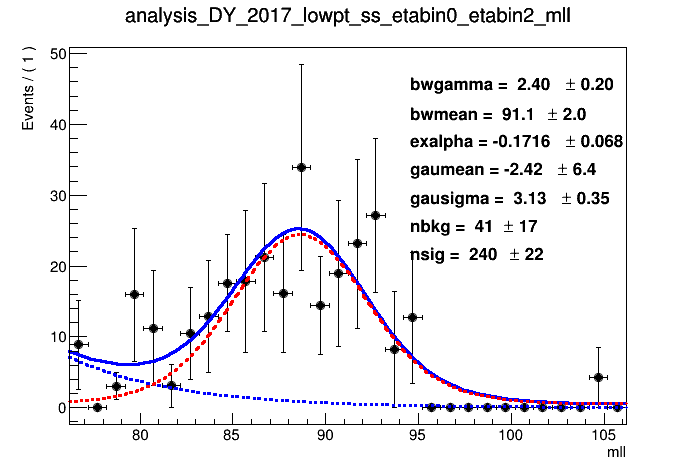 analysis_DY_2017_lowpt_ss_etabin0_etabin2_mll
Events / ( 1 )
50
40
30
20
10
0
bwgamma = 2.40 ± 0.20
bwmean = 91.1 ± 2.0
exalpha = -0.1716 ± 0.068
gaumean = -2.42 ± 6.4
gausigma = 3.13 ± 0.35
nbkg = 41 ± 17
nsig = 240 ± 22
80 85 90 95 100 105
mll